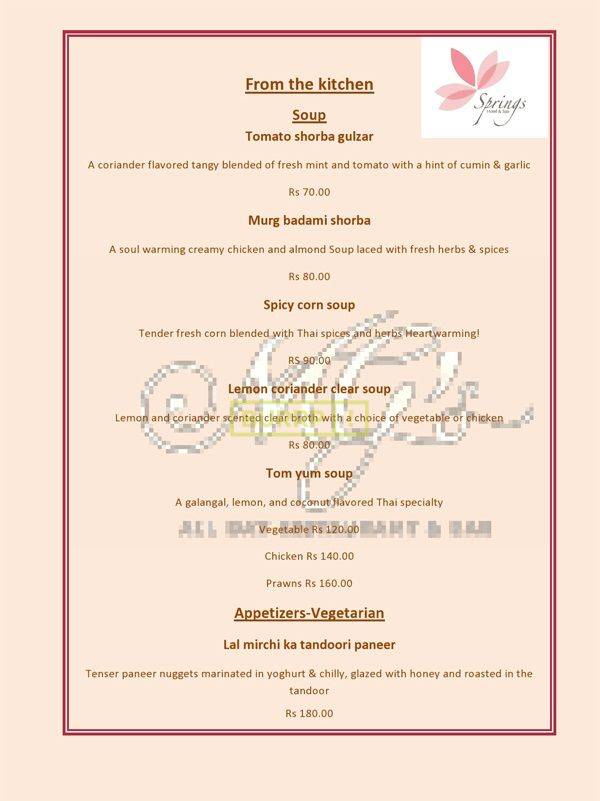 Springs
Hotel & Spa
From the kitchen
Soup
Tomato shorba gulzar
A coriander flavored tangy blended of fresh mint and tomato with a hint of cumin & garlic
Rs 70.00
Murg badami shorba
A soul warming creamy chicken and almond Soup laced with fresh herbs & spices
Rs 80.00
Spicy corn soup
Tender fresh corn blended with Thai spices and herbs Heartwarming!
RS 90.00
Lemon coriander clear soup
Lemon and coriander scented clear broth with a choice of vegetable or chicken
Rs 80.00
Tom yum soup
A galangal, lemon, and coconut flavored Thai specialty
ALL DAY RESTAURANT & BAR
Vegetable Rs 120.00
Chicken Rs 140.00
Prawns Rs 160.00
Appetizers-Vegetarian
Lal mirchi ka tandoori paneer
Tenser paneer nuggets marinated in yoghurt & chilly, glazed with honey and roasted in the
tandoor
Rs 180.00